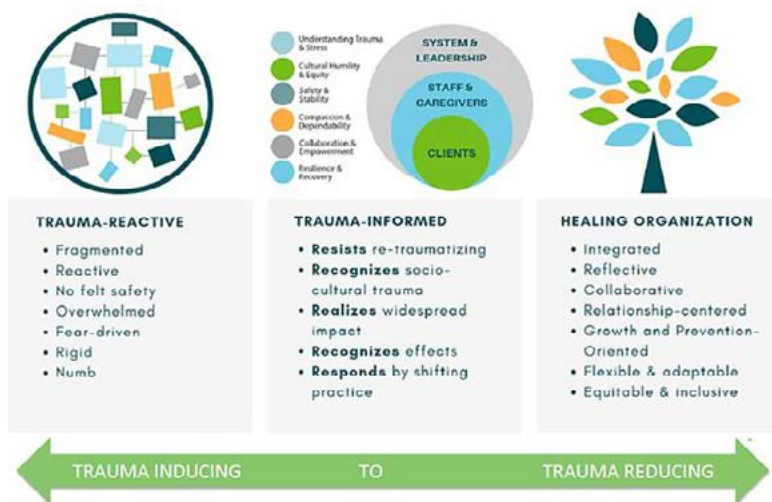 Understanding Trauma
& Stress
Cultural Humility
& Equity
Safety &
Stability
Compassion &
Dependability
Collaboration &
Empowerment
Resilience &
Recovery
SYSTEM &
LEADERSHIP
STAFF &
CAREGIVERS
CLIENTS
TRAUMA-REACTIVE
• Fragmented
• Reactive
• No felt safety
• Overwhelmed
• Fear-driven
• Rigid
• Numb
TRAUMA-INFORMED
• Resists re-traumatizing
• Recognizes socio-
cultural trauma
• Realizes widespread
impact
• Recognizes effects
• Responds by shifting
practice
HEALING ORGANIZATION
• Integrated
• Reflective
• Collaborative
• Relationship-centered
• Growth and Prevention-
Oriented
• Flexible & adaptable
• Equitable & inclusive
TRAUMA INDUCING TO TRAUMA REDUCING